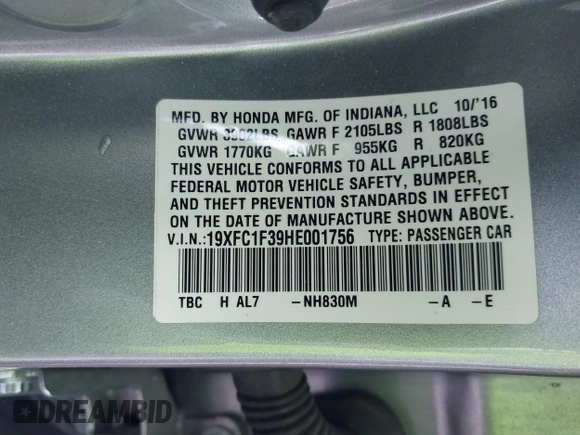 MFD. BY HONDA MFG. OF INDIANA, LLC 10/'16
GVWR 3902LBS GAWR F 2105LBS R 1808LBS
GVWR 1770KG GAWR F 955KG R 820KG
THIS VEHICLE CONFORMS TO ALL APPLICABLE
FEDERAL MOTOR VEHICLE SAFETY, BUMPER,
AND THEFT PREVENTION STANDARDS IN EFFECT
ON THE DATE OF MANUFACTURE SHOWN ABOVE.
V.I.N.:19XFC1F39HE001756 TYPE: PASSENGER CAR
TBC H AL7 -NH830M -A -E
DREAMBID